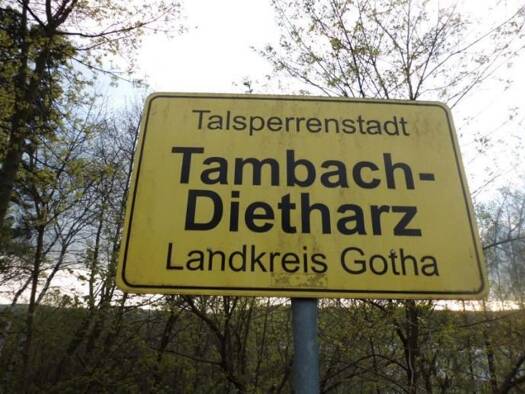 Talsperrenstadt
Tambach-
Dietharz
Landkreis Gotha